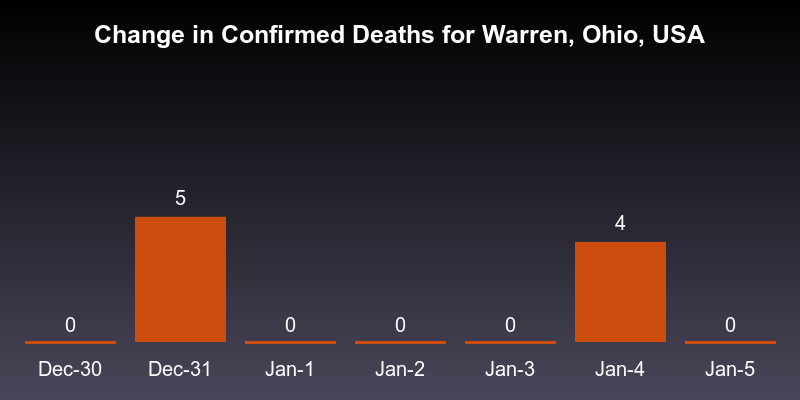 Change in Confirmed Deaths for Warren, Ohio, USA
5
4
0 0 0 0 0
Dec-30 Dec-31 Jan-1 Jan-2 Jan-3 Jan-4 Jan-5